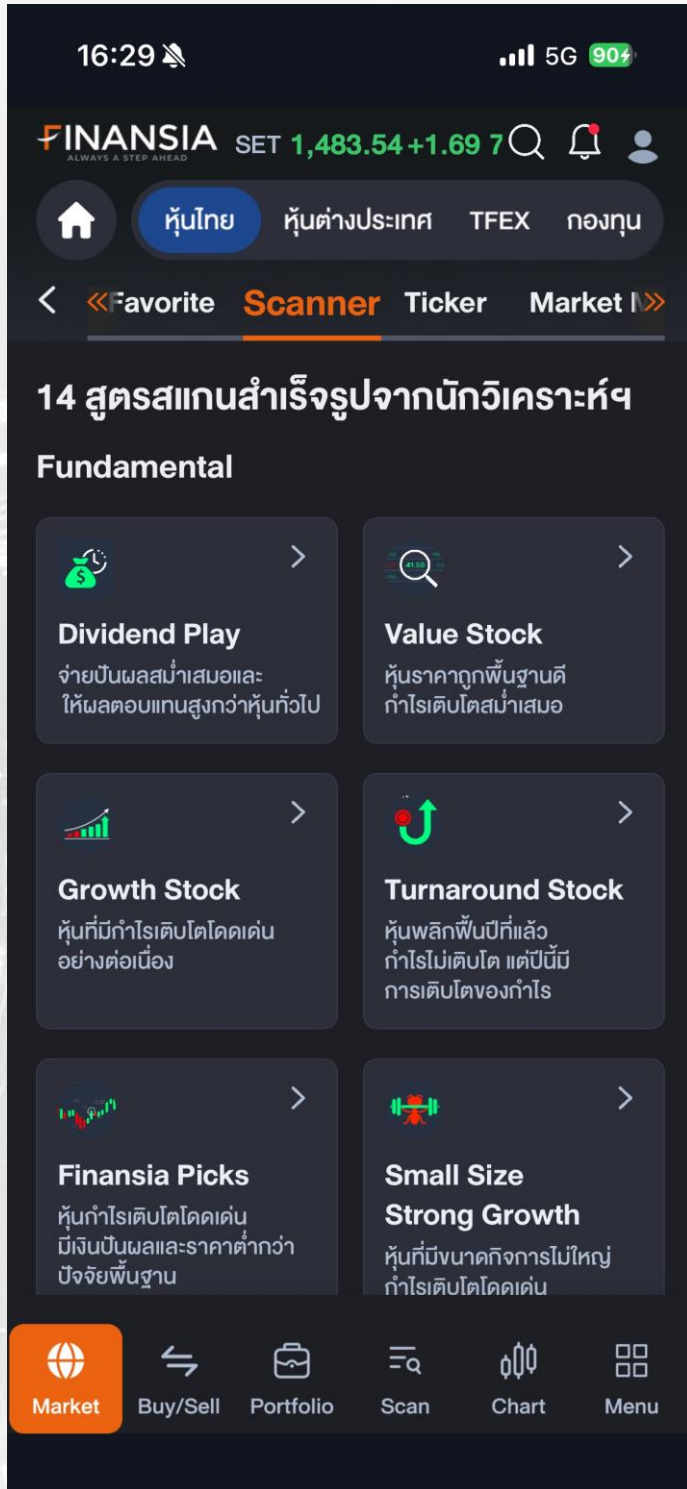 16:29
5G 90
FINANSIA SET 1,483.54 +1.69 7
ALWAYS A STEP AHEAD
หุ้นไทย หุ้นต่างประเทศ TFEX กองทุน
Favorite Scanner Ticker Market
14 สูตรสแกนสำเร็จรูปจากนักวิเคราะห์ฯ
Fundamental
Dividend Play
จ่ายปันผลสม่ำเสมอและ
ให้ผลตอบแทนสูงกว่าหุ้นทั่วไป
41.50
Value Stock
หุ้นราคาถูกพื้นฐานดี
กำไรเติบโตสม่ำเสมอ
Growth Stock
หุ้นที่มีกำไรเติบโตโดดเด่น
อย่างต่อเนื่อง
Turnaround Stock
หุ้นพลิกฟื้นปีที่แล้ว
กำไรไม่เติบโต แต่ปีนี้มี
การเติบโตของกำไร
Finansia Picks
หุ้นกำไรเติบโตโดดเด่น
มีเงินปันผลและราคาต่ำกว่า
ปัจจัยพื้นฐาน
Small Size
Strong Growth
หุ้นที่มีขนาดกิจการไม่ใหญ่
กำไรเติบโตโดดเด่น
Market Buy/Sell Portfolio Scan Chart Menu